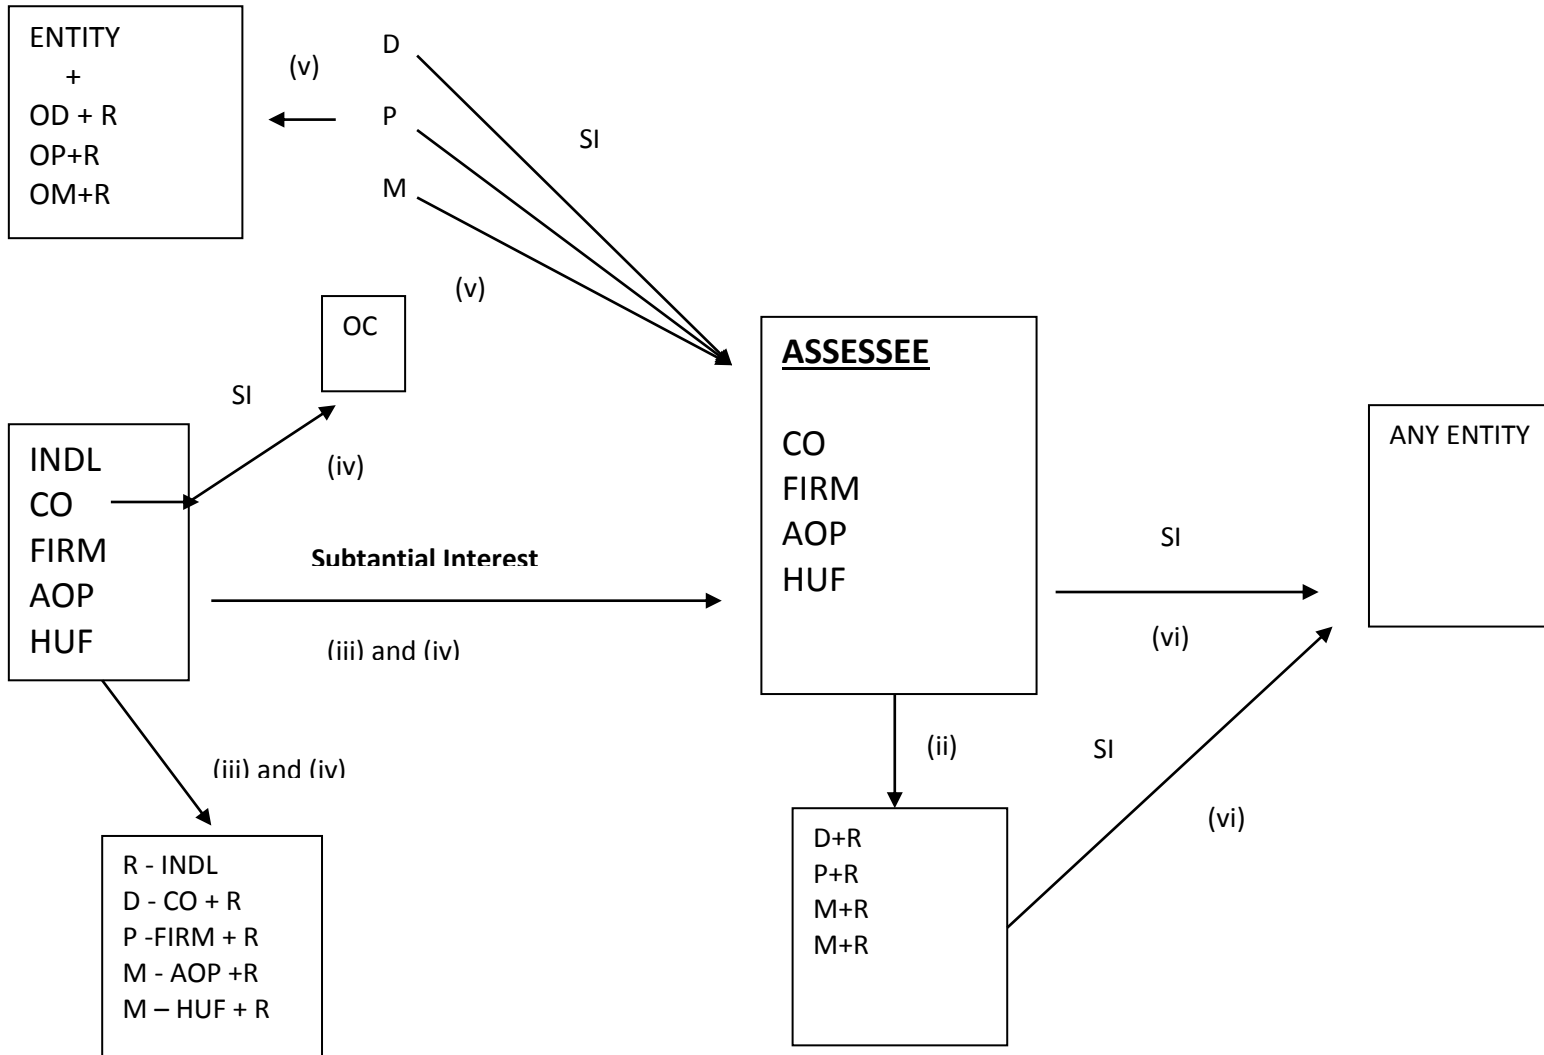 ENTITY
+
OD + R
OP+R
OM+R
(v)
D
P
M
SI
(v)
OC
SI
(iv)
INDL
CO
FIRM
AOP
HUF
Subtantial Interest
(iii) and (iv)
ASSESSEE
CO
FIRM
AOP
HUF
SI
(vi)
ANY ENTITY
(iii) and (iv)
R - INDL
D - CO + R
P -FIRM + R
M - AOP +R
M – HUF + R
(ii)
D+R
P+R
M+R
M+R
SI
(vi)